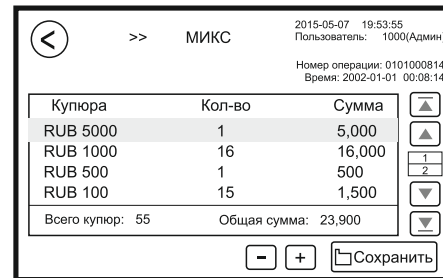 2015-05-07 19:53:55
>> МИКС Пользователь: 1000(Админ)
Номер операции: 0101000814
Время: 2002-01-01 00:08:14
Купюра Кол-во Сумма
RUB 5000 1 5,000
RUB 1000 16 16,000
RUB 500 1 500
RUB 100 15 1,500
1
2
Всего купюр: 55 Общая сумма: 23,900
- + Сохранить